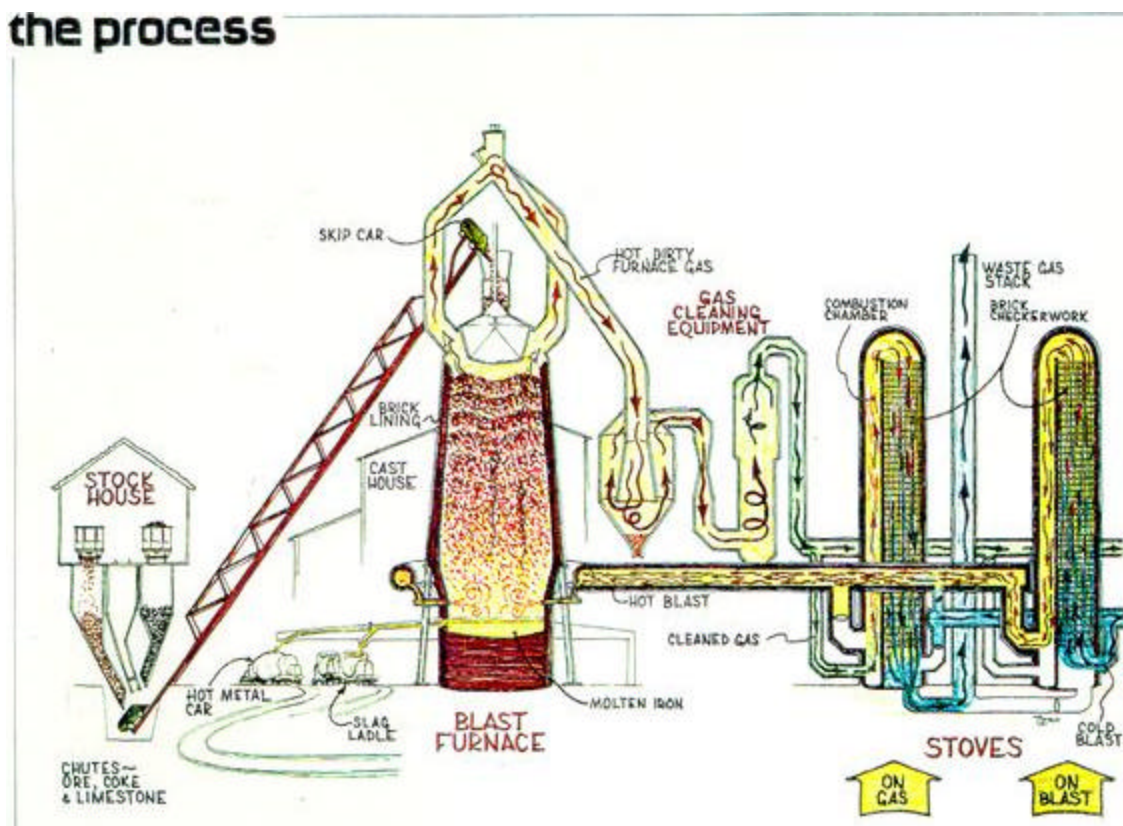 the process
SKIP CAR
HOT DIRTY
FURNACE GAS
GAS
CLEANING
EQUIPMENT
WASTE GAS
STACK
COMBUSTION
CHAMBER
BRICK
CHECKERWORK
BRICK
LINING
CAST
HOUSE
STOCK
HOUSE
HOT BLAST
CLEANED GAS
HOT METAL
CAR
SLAG
LADLE
MOLTEN IRON
BLAST
FURNACE
STOVES
COLD
BLAST
CHUTES~
ORE, COKE
& LIMESTONE
ON
GAS
ON
BLAST